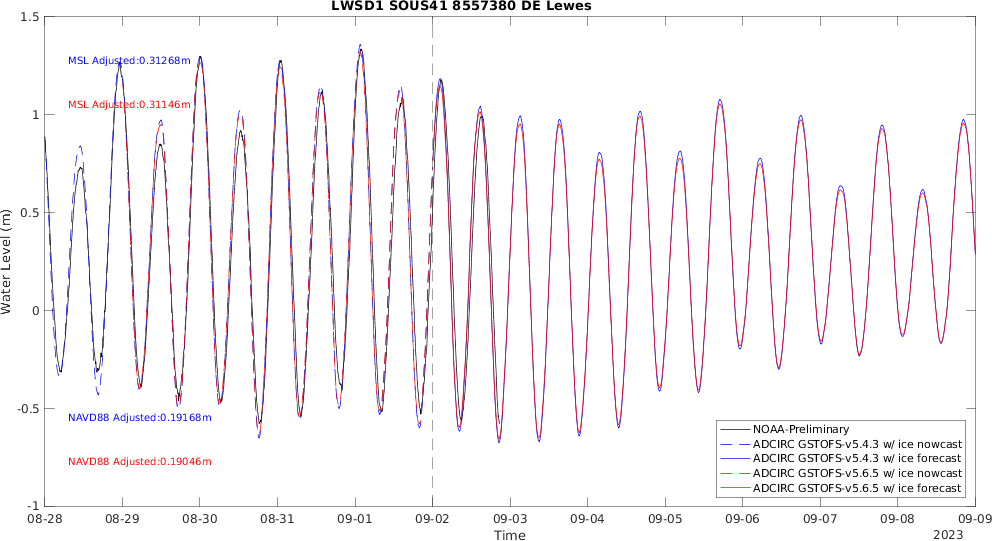 LWSD1 SOUS41 8557380 DE Lewes
1.5
1
0.5
0
-0.5
-1
Water Level (m)
MSL Adjusted:0.31268m
MSL Adjusted:0.31146m
NAVD88 Adjusted:0.19168m
NAVD88 Adjusted:0.19046m
NOAA-Preliminary
ADCIRC GSTOFS-v5.4.3 w/ ice nowcast
ADCIRC GSTOFS-v5.4.3 w/ ice forecast
ADCIRC GSTOFS-v5.6.5 w/ ice nowcast
ADCIRC GSTOFS-v5.6.5 w/ ice forecast
08-28 08-29 08-30 08-31 09-01 09-02 09-03 09-04 09-05 09-06 09-07 09-08 09-09
Time
2023